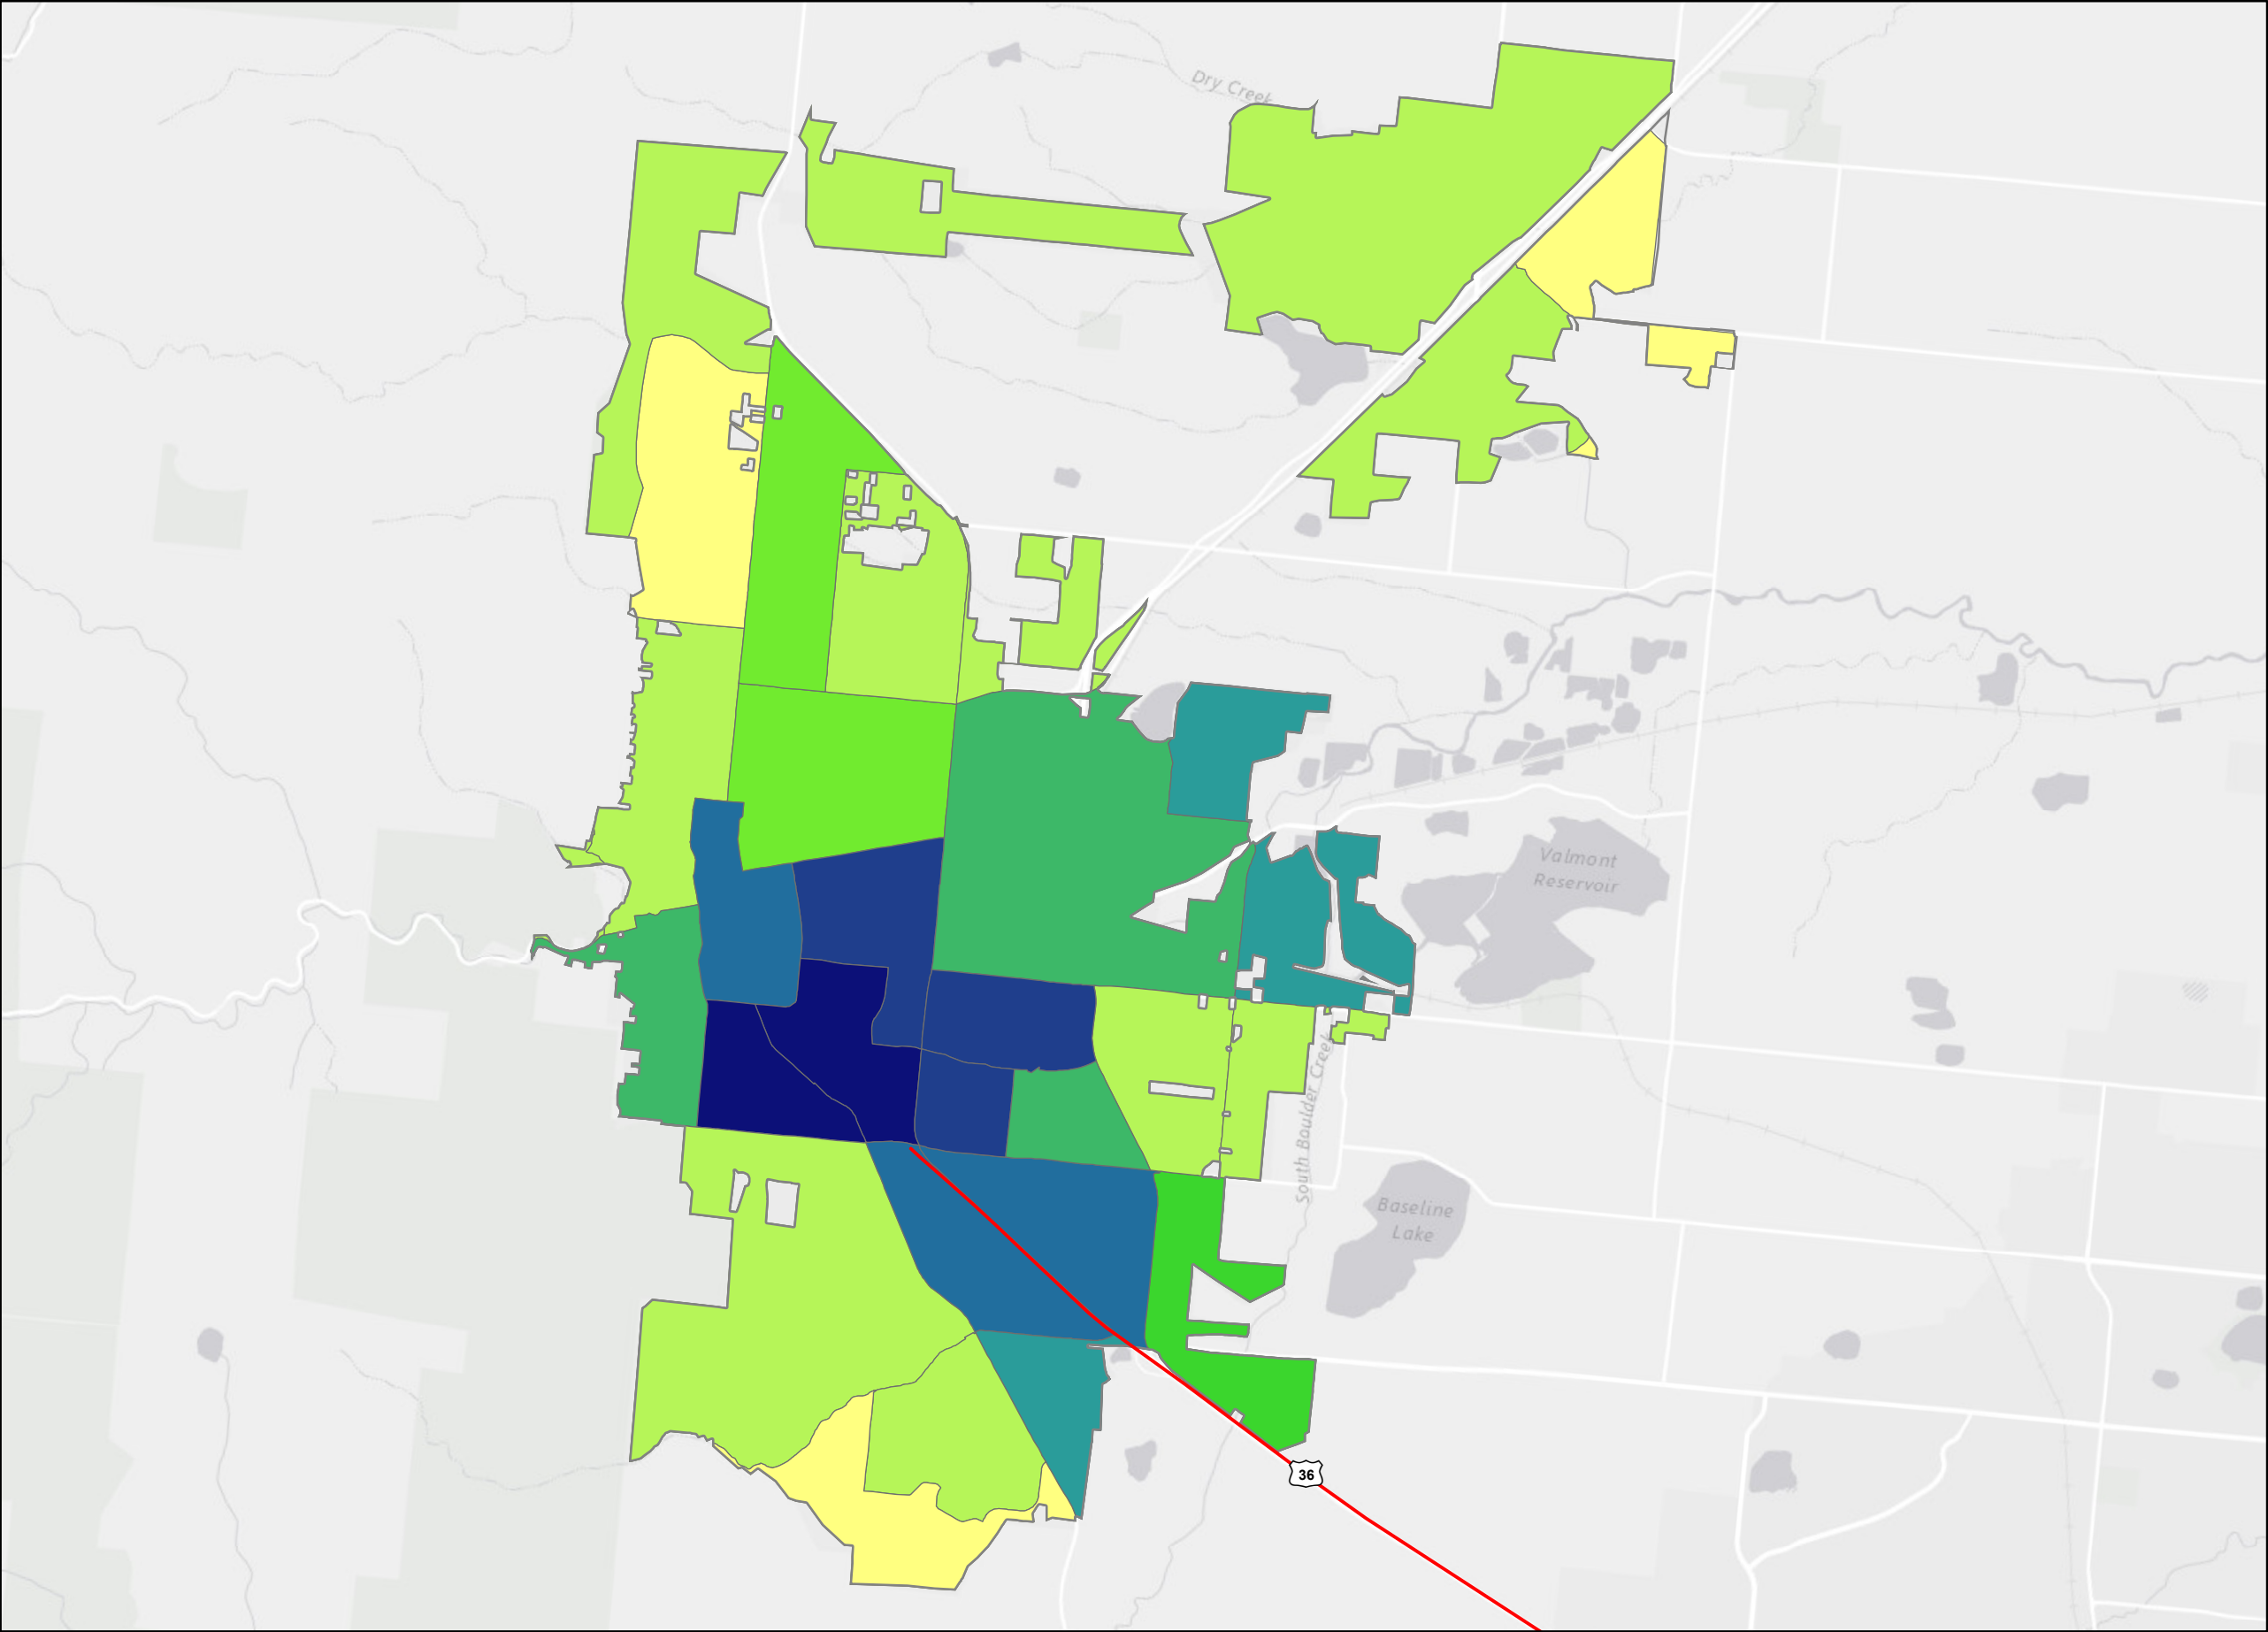 Dry Creek
Valmont
Reservoir
South Boulder Creek
Baseline
Lake
36